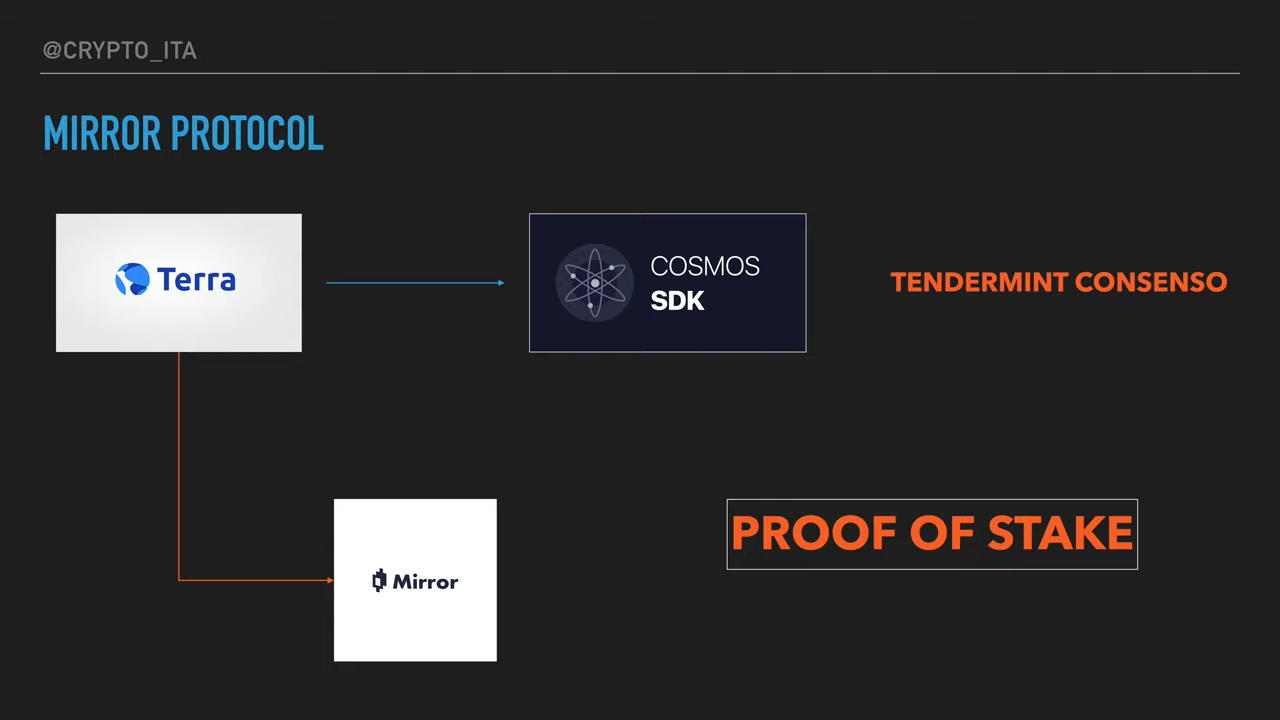 @CRYPTO_ITA
MIRROR PROTOCOL
Terra
COSMOS
SDK
TENDERMINT CONSENSO
PROOF OF STAKE
Mirror